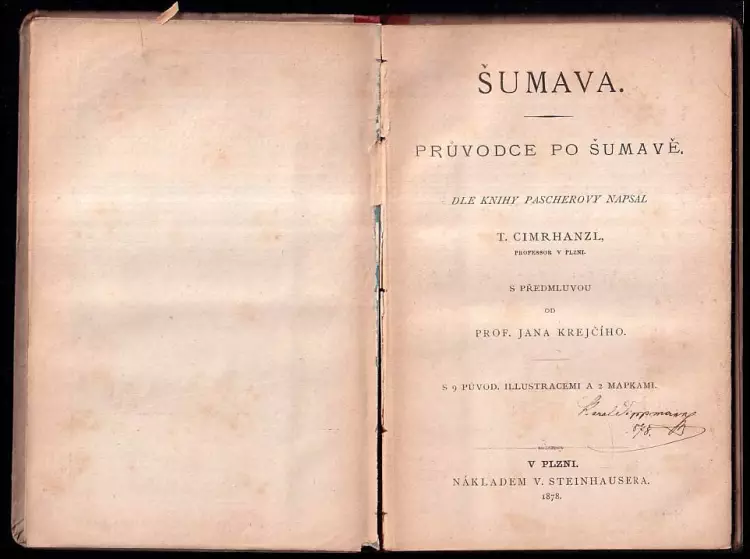 ŠUMAVA.
PRŮVODCE PO ŠUMAVĚ.
DLE KNIHY PASCHEROVY NAPSAL
T. CIMRHANZL,
PROFESSOR V PLZNI.
S PŘEDMLUVOU
OD
PROF. JANA KREJČÍHO.
S 9 PŮVOD. ILLUSTRACEMI A 2 MAPKAMI.
V PLZNI.
NÁKLADEM V. STEINHAUSERA.
1878.